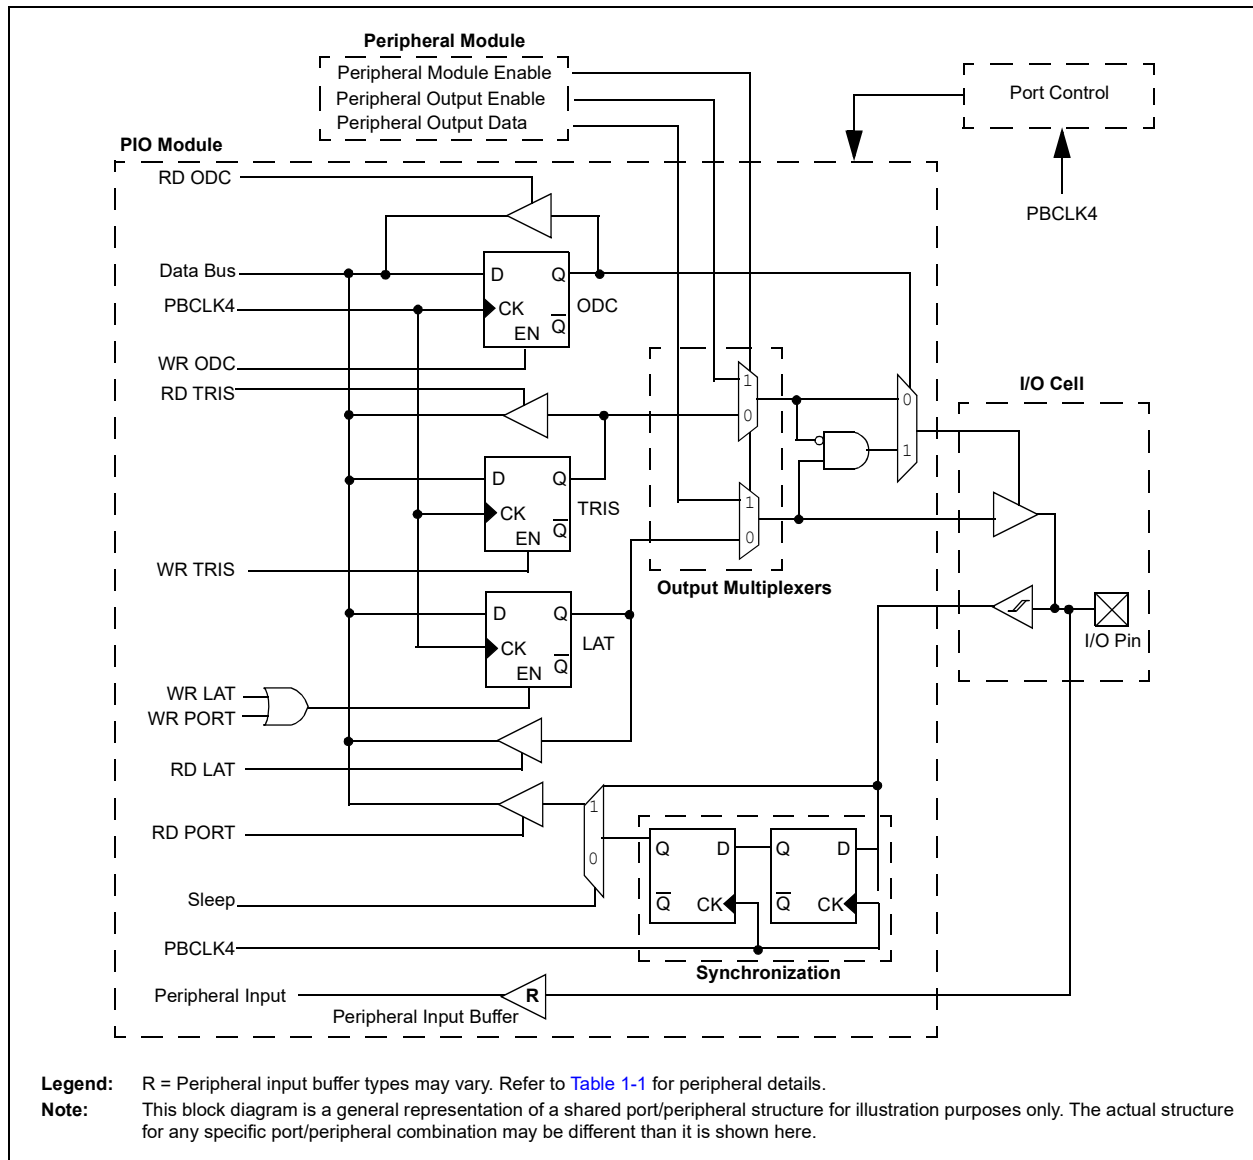 Peripheral Module
Peripheral Module Enable
Peripheral Output Enable
Peripheral Output Data
Port Control
PBCLK4
PIO Module
RD ODC
Data Bus
D Q
PBCLK4
CK
ODC
EN Q
WR ODC
RD TRIS
1
0
0
1
I/O Cell
D Q
CK
TRIS
EN Q
WR TRIS
1
0
Output Multiplexers
D Q
CK
LAT
EN Q
I/O Pin
WR LAT
WR PORT
RD LAT
RD PORT
1
0
Q D
Q CK
Q D
Q CK
Sleep
PBCLK4
Synchronization
Peripheral Input
R
Peripheral Input Buffer
Legend: R = Peripheral input buffer types may vary. Refer to Table 1-1 for peripheral details.
Note: This block diagram is a general representation of a shared port/peripheral structure for illustration purposes only. The actual structure
for any specific port/peripheral combination may be different than it is shown here.